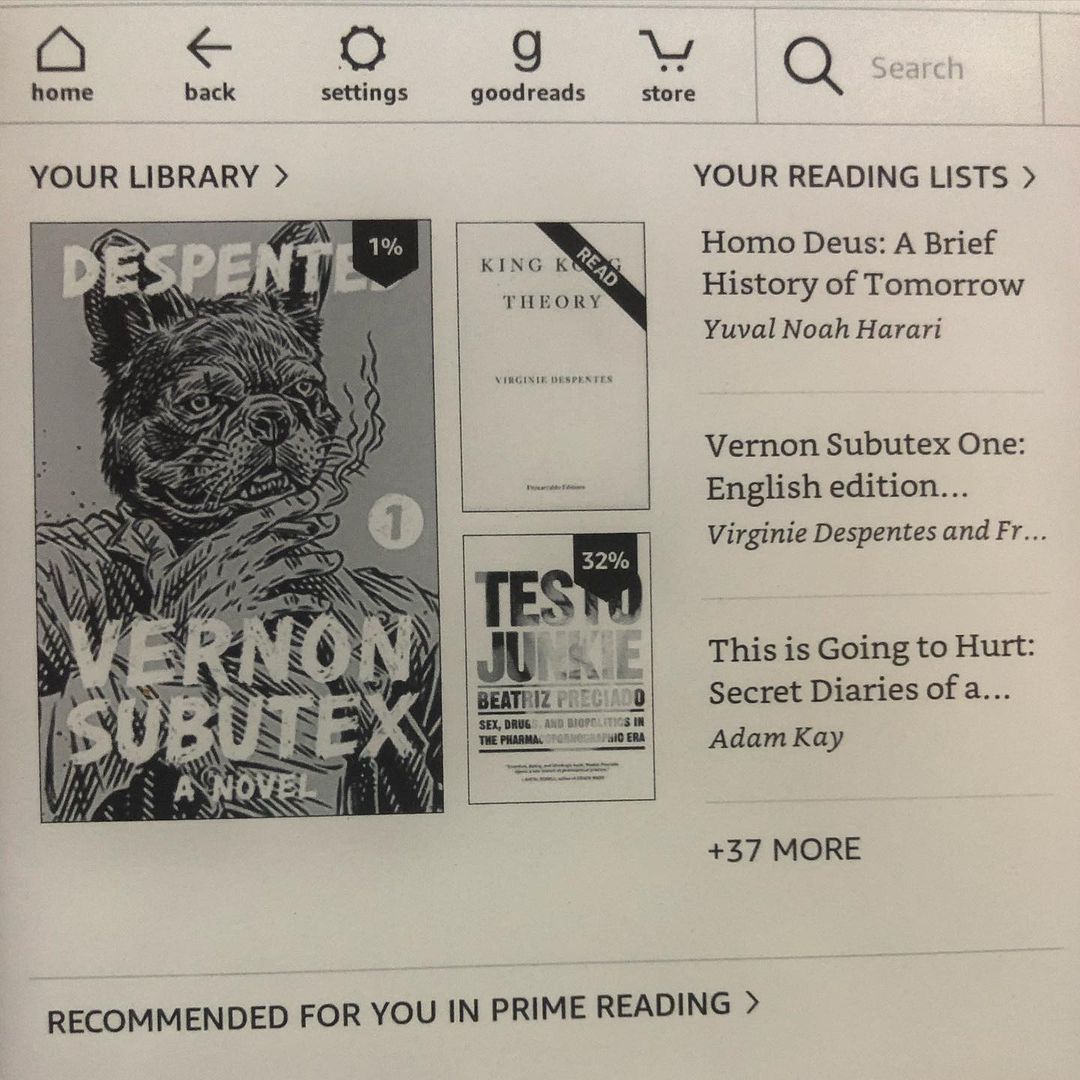 home
back
settings
g
goodreads
store
Search
YOUR LIBRARY >
DESPENTE
1%
1
VERNON
SUBUTEX
A NOVEL
READ
KING KONG
THEORY
VIRGINIE DESPENTES
Fitzcarraldo Editions
32%
TESTO
JUNKIE
BEATRIZ PRECIADO
SEX, DRUGS, AND BIOPOLITICS IN
THE PHARMACOPORNOGRAPHIC ERA
YOUR READING LISTS >
Homo Deus: A Brief
History of Tomorrow
Yuval Noah Harari
Vernon Subutex One:
English edition...
Virginie Despentes and Fr...
This is Going to Hurt:
Secret Diaries of a...
Adam Kay
+37 MORE
RECOMMENDED FOR YOU IN PRIME READING >